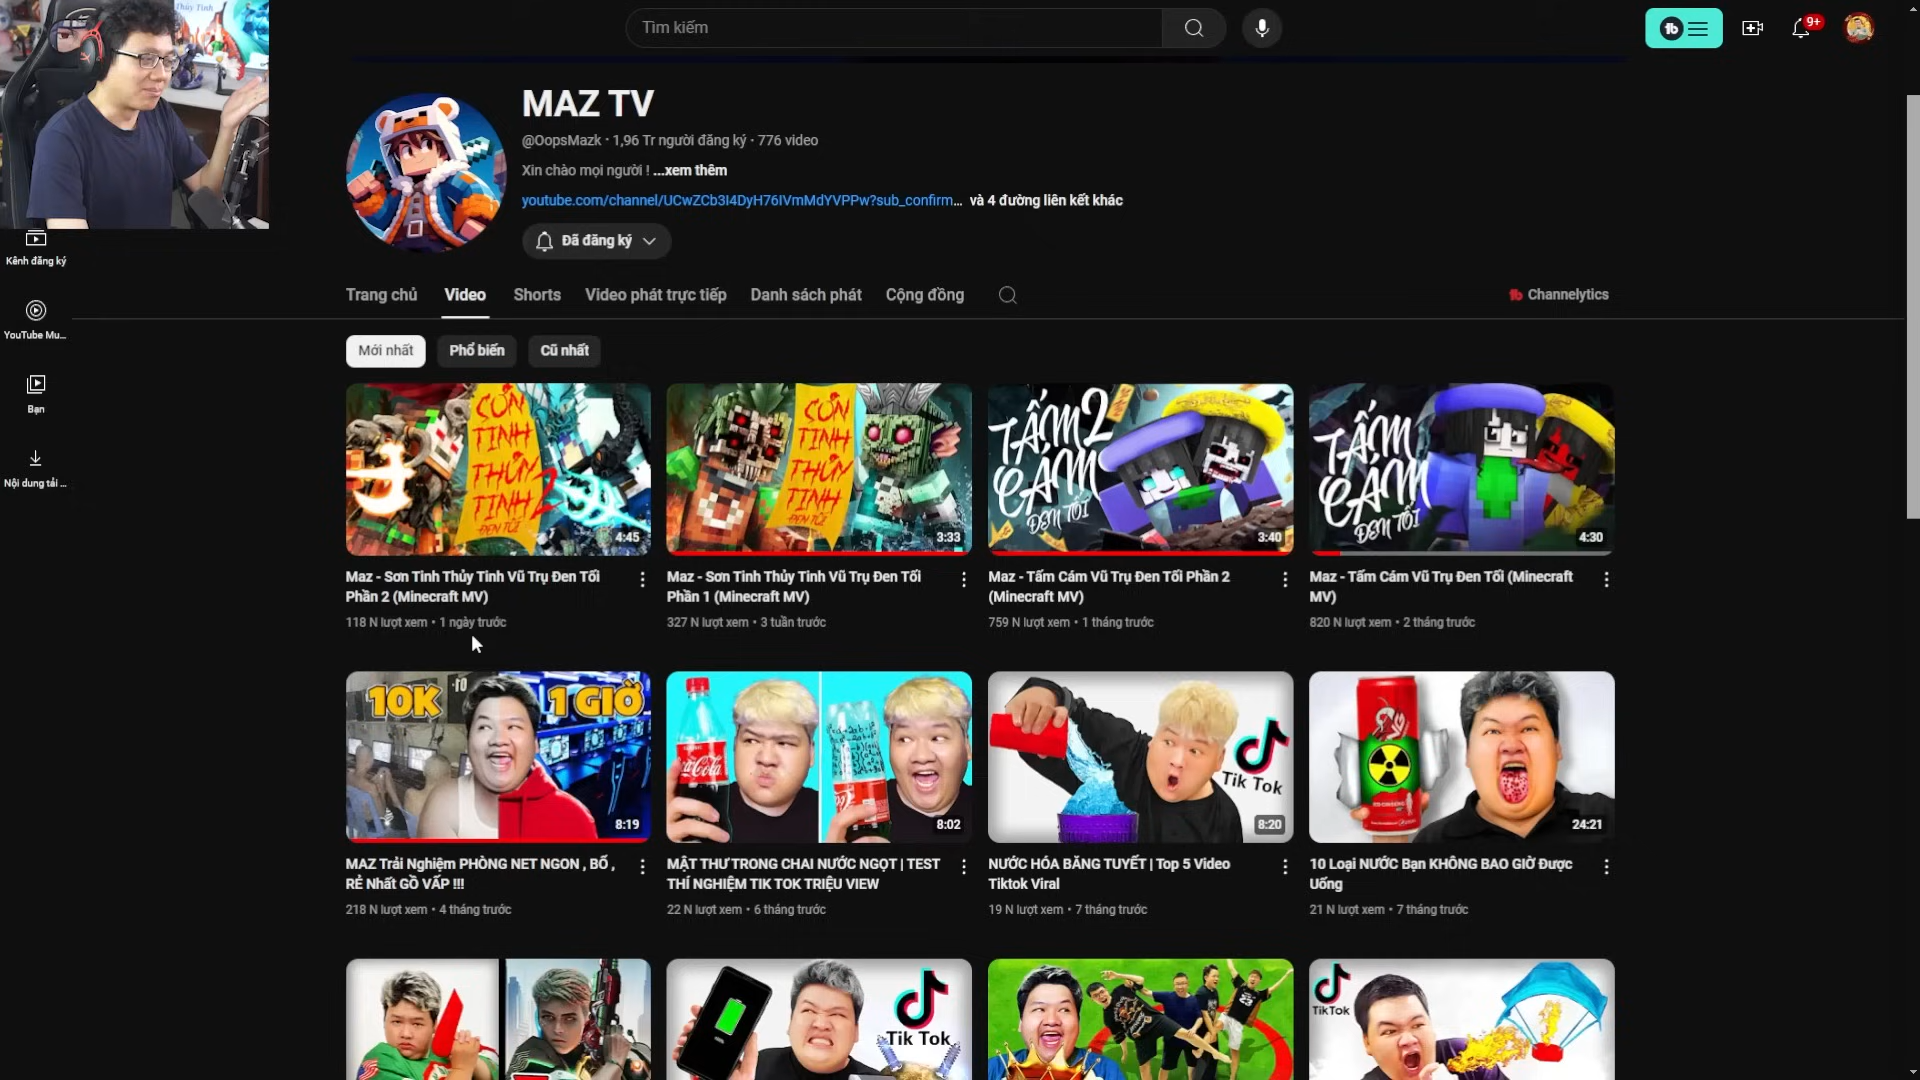 Thủy Tinh
Tìm kiếm
9+
MAZ TV
@OopsMazk · 1,96 Tr người đăng ký · 776 video
Xin chào mọi người ! ...xem thêm
youtube.com/channel/UCwZCb3I4DyH76IVmMdYVPPw?sub_confirm... và 4 đường liên kết khác
Đã đăng ký
Kênh đăng ký
YouTube Mu...
Bạn
Nội dung tải ...
Trang chủ
Video
Shorts
Video phát trực tiếp
Danh sách phát
Cộng đồng
Channelytics
Mới nhất
Phổ biến
Cũ nhất
SƠN
TINH
THỦY
TINH 2
ĐEN TỐI
4:45
SƠN
TINH
THỦY
TINH
ĐEN TỐI
3:33
TẤM 2
CÁM
ĐEN TỐI
3:40
TẤM
CÁM
ĐEN TỐI
4:30
Maz - Sơn Tinh Thủy Tinh Vũ Trụ Đen Tối
Phần 2 (Minecraft MV)
118 N lượt xem • 1 ngày trước
Maz - Sơn Tinh Thủy Tinh Vũ Trụ Đen Tối
Phần 1 (Minecraft MV)
327 N lượt xem • 3 tuần trước
Maz - Tấm Cám Vũ Trụ Đen Tối Phần 2
(Minecraft MV)
759 N lượt xem • 1 tháng trước
Maz - Tấm Cám Vũ Trụ Đen Tối (Minecraft
MV)
820 N lượt xem • 2 tháng trước
10K
1 GIỜ
8:19
8:02
Tik Tok
8:20
24:21
MAZ Trải Nghiệm PHÒNG NET NGON , BỔ ,
RẺ Nhất GÒ VẤP !!!
218 N lượt xem • 4 tháng trước
MẬT THƯ TRONG CHAI NƯỚC NGỌT | TEST
THÍ NGHIỆM TIK TOK TRIỆU VIEW
22 N lượt xem • 6 tháng trước
NƯỚC HÓA BĂNG TUYẾT | Top 5 Video
Tiktok Viral
19 N lượt xem • 7 tháng trước
10 Loại NƯỚC Bạn KHÔNG BAO GIỜ Được
Uống
21 N lượt xem • 7 tháng trước
Tik Tok
23
TikTok